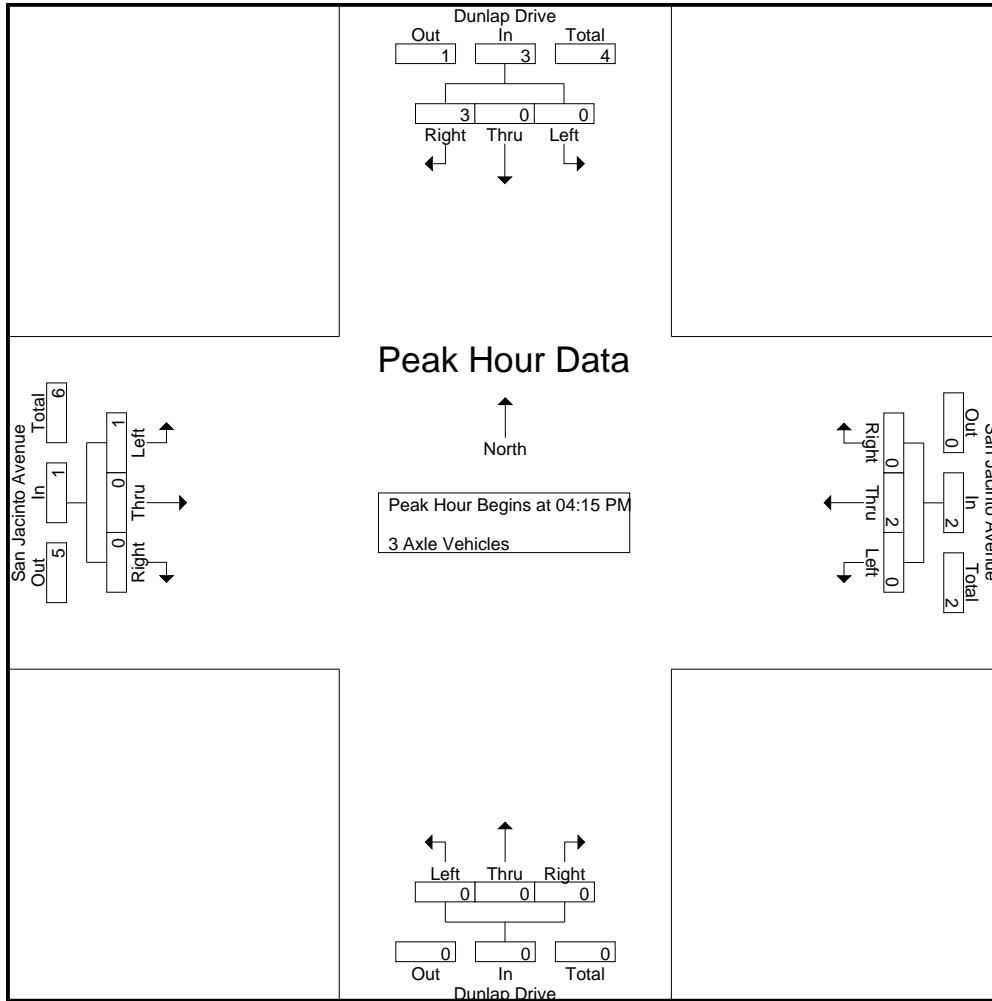 Dunlap Drive
Out In Total
1 3 4
3 0 0
Right Thru Left
Peak Hour Data
North
Peak Hour Begins at 04:15 PM
3 Axle Vehicles
San Jacinto Avenue
Total In Out
6 1 5
1 0 0
Left Thru Right
San Jacinto Avenue
Out In Total
0 2 2
0 2 0
Right Thru Left
Left Thru Right
0 0 0
0 0 0
Out In Total
Dunlap Drive